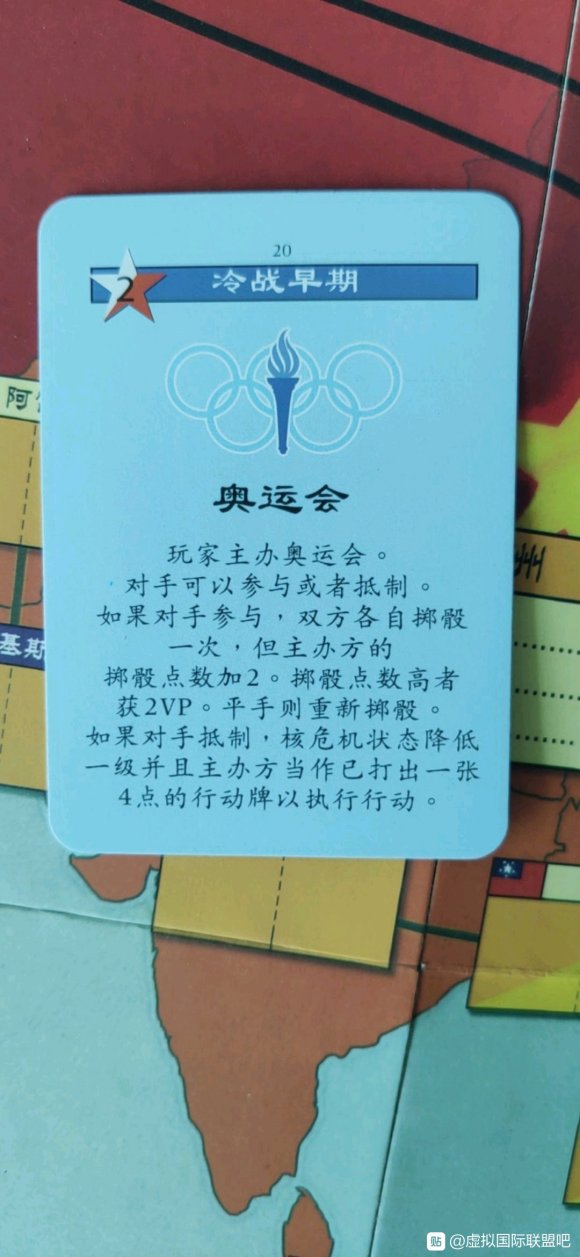 20
2
冷战早期
奥运会
玩家主办奥运会。
对手可以参与或者抵制。
如果对手参与，双方各自掷骰
一次，但主办方的
掷骰点数加2。掷骰点数高者
获2VP。平手则重新掷骰。
如果对手抵制，核危机状态降低
一级并且主办方当作已打出一张
4点的行动牌以执行行动。
阿
基斯
州
贴 @虚拟国际联盟吧